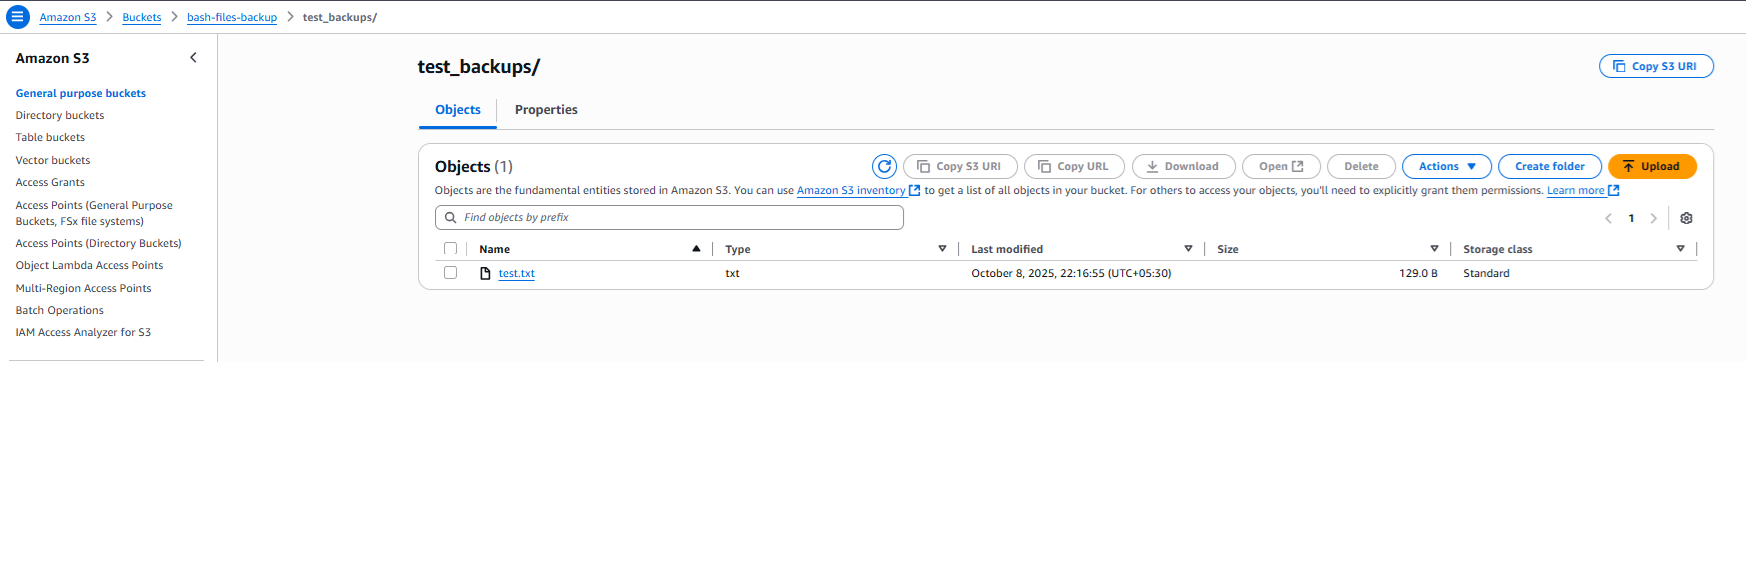 Amazon S3 > Buckets > bash-files-backup > test_backups/
Amazon S3
General purpose buckets
Directory buckets
Table buckets
Vector buckets
Access Grants
Access Points (General Purpose
Buckets, FSx file systems)
Access Points (Directory Buckets)
Object Lambda Access Points
Multi-Region Access Points
Batch Operations
IAM Access Analyzer for S3
test_backups/
Copy S3 URI
Objects Properties
Objects (1)
Copy S3 URI Copy URL Download Open Delete Actions Create folder Upload
Objects are the fundamental entities stored in Amazon S3. You can use Amazon S3 inventory to get a list of all objects in your bucket. For others to access your objects, you'll need to explicitly grant them permissions. Learn more
Find objects by prefix
1
Name Type Last modified Size Storage class
test.txt txt October 8, 2025, 22:16:55 (UTC+05:30) 129.0 B Standard